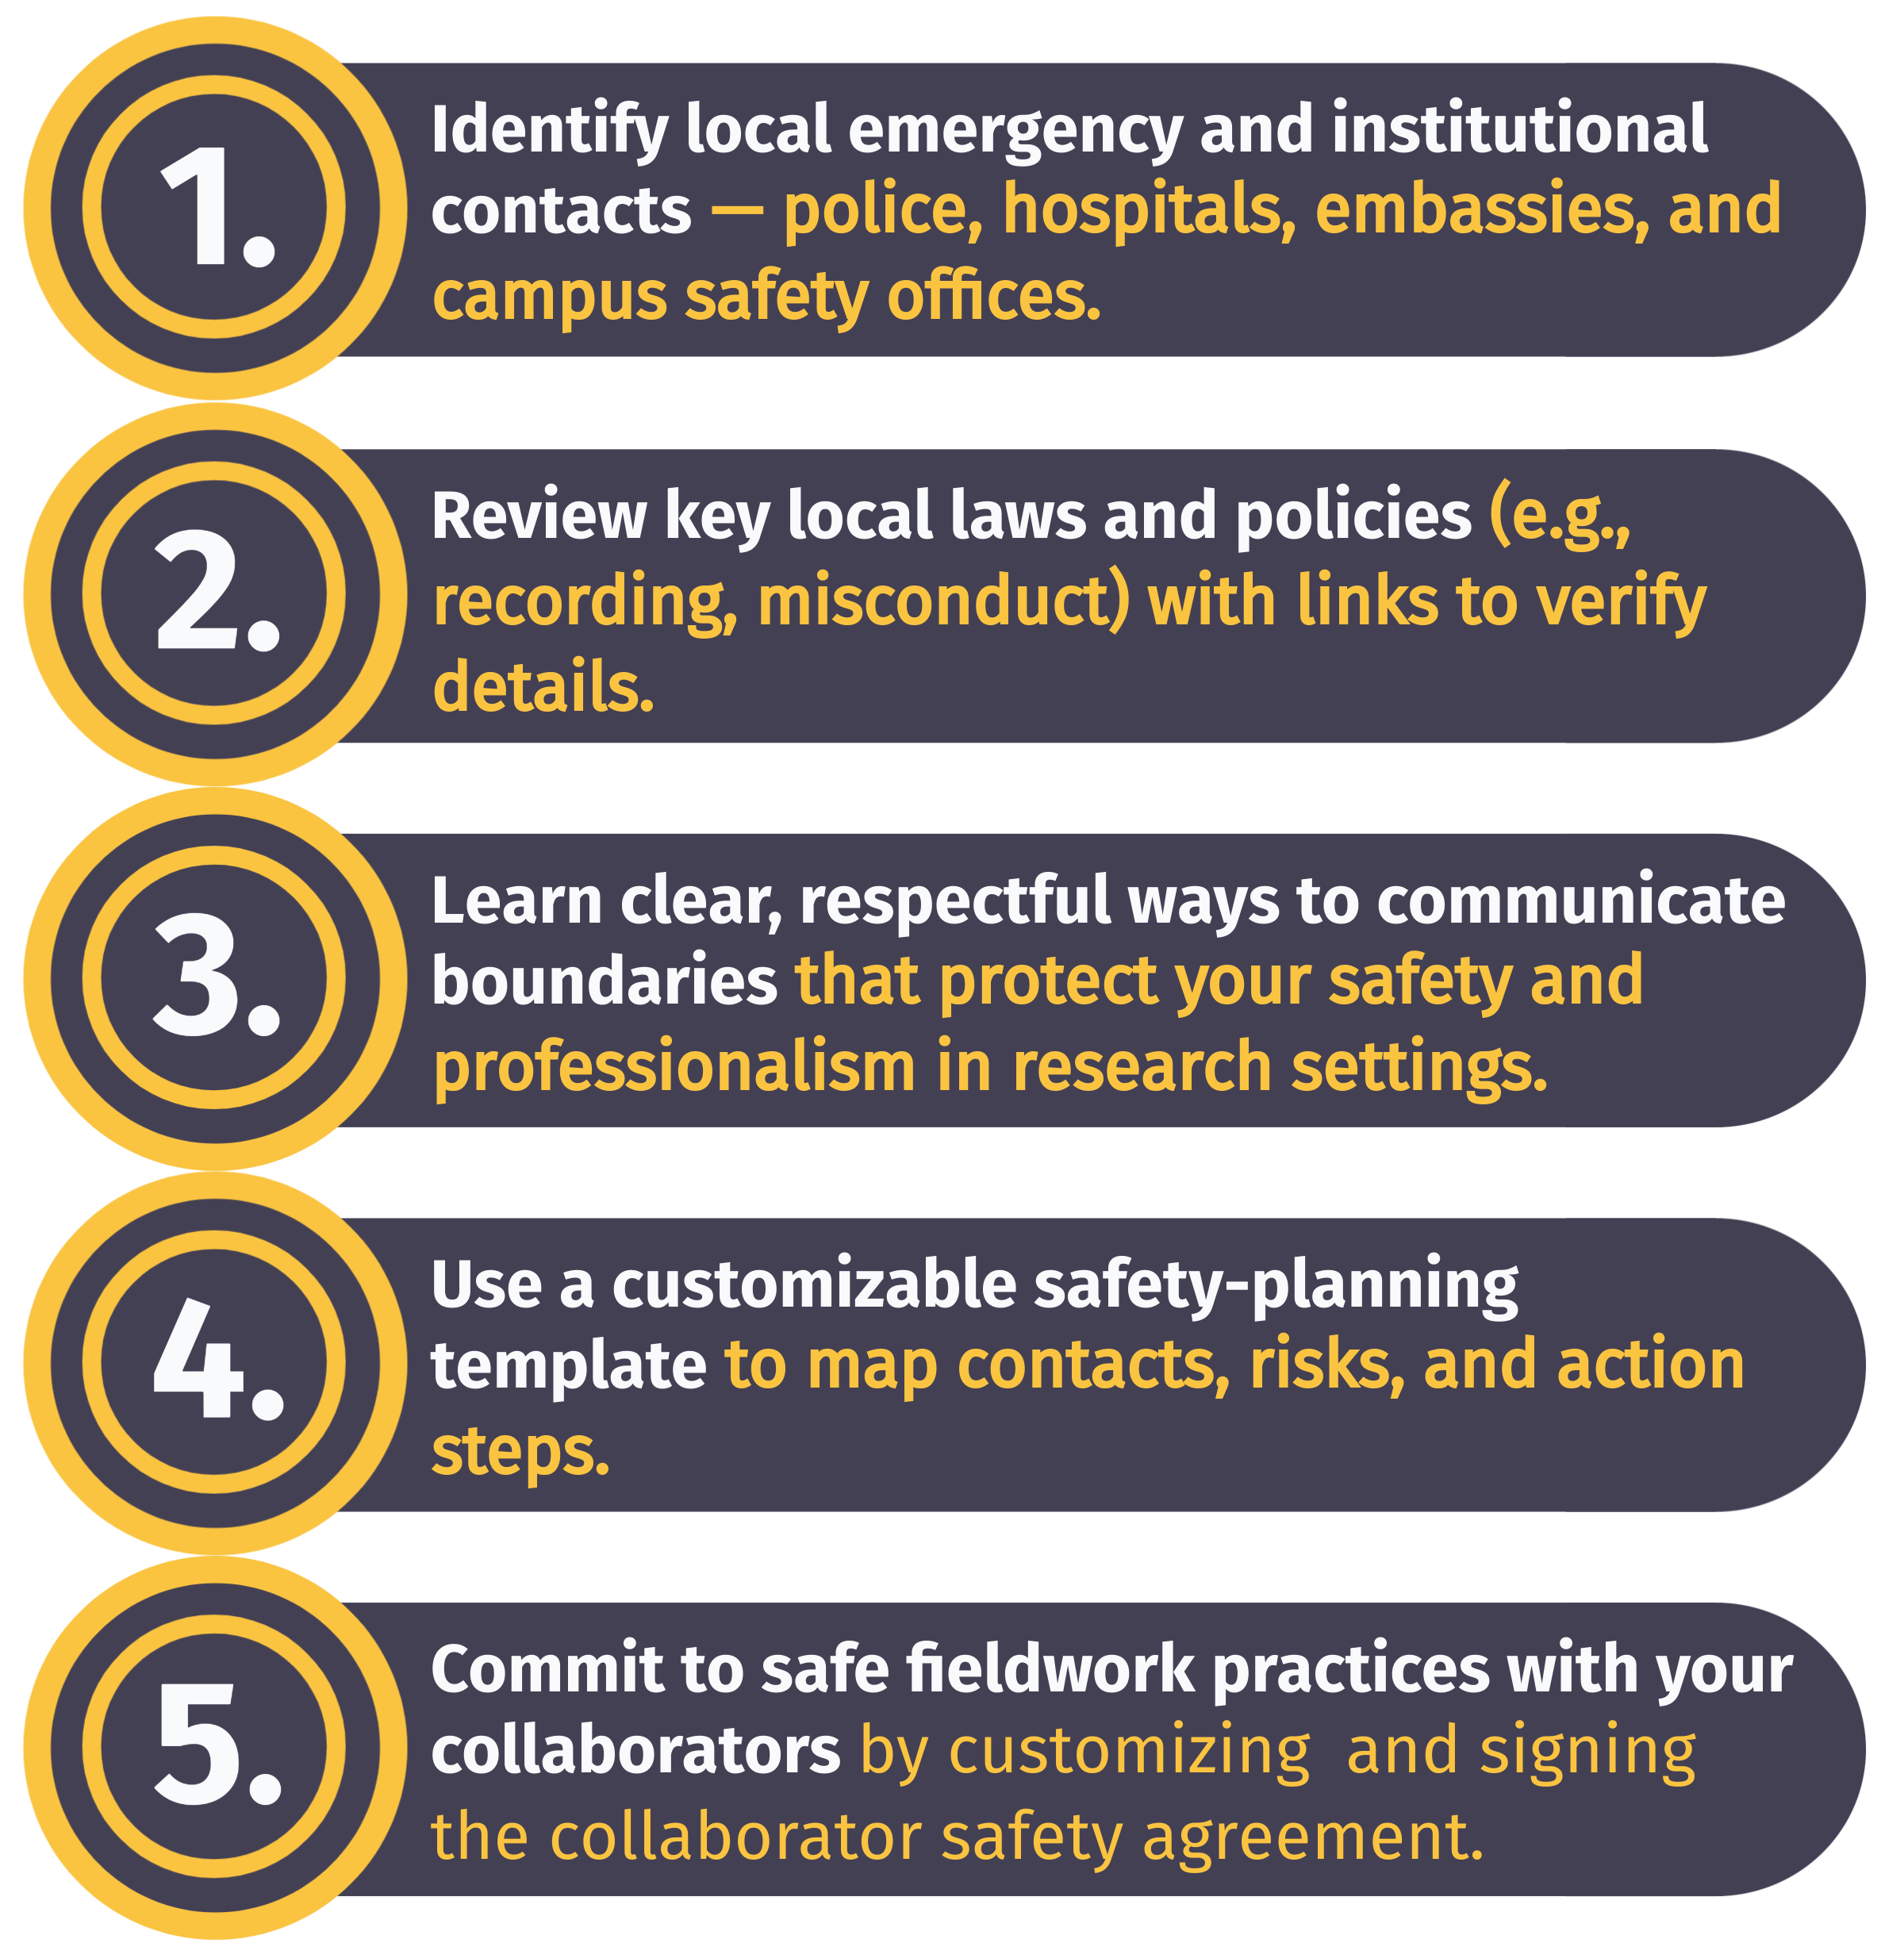 1.
Identify local emergency and institutional
contacts — police, hospitals, embassies, and
campus safety offices.
2.
Review key local laws and policies (e.g.,
recording, misconduct) with links to verify
details.
3.
Learn clear, respectful ways to communicate
boundaries that protect your safety and
professionalism in research settings.
4.
Use a customizable safety-planning
template to map contacts, risks, and action
steps.
5.
Commit to safe fieldwork practices with your
collaborators by customizing  and signing
the collaborator safety agreement.